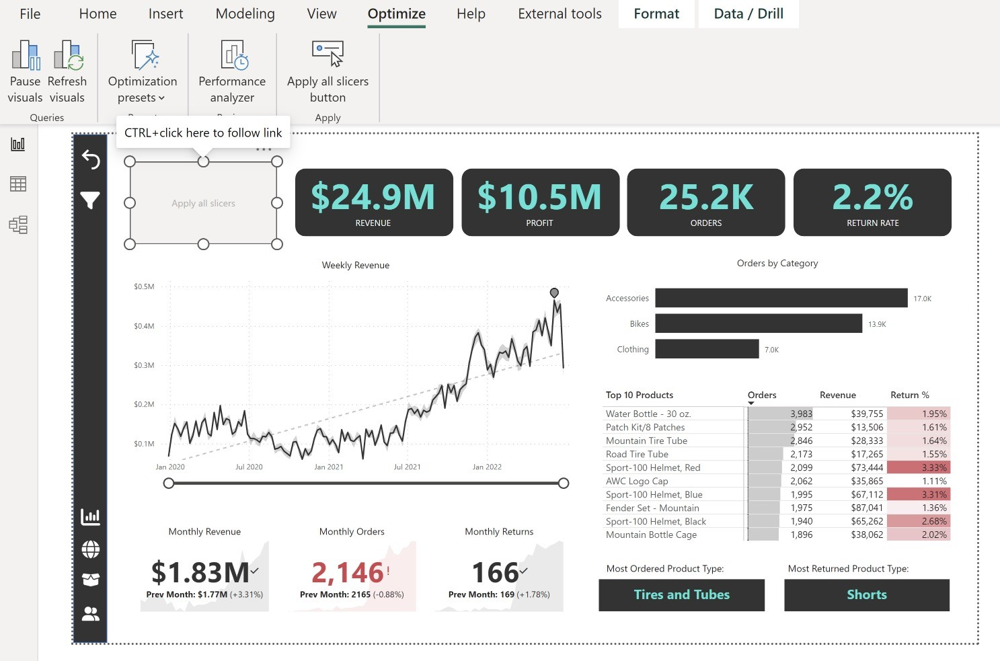 File Home Insert Modeling View Optimize Help External tools Format Data / Drill
Pause visuals
Refresh visuals
Optimization presets
Performance analyzer
Apply all slicers button
Queries
Apply
CTRL+click here to follow link
Apply all slicers
$24.9M
REVENUE
$10.5M
PROFIT
25.2K
ORDERS
2.2%
RETURN RATE
Weekly Revenue
$0.5M
$0.4M
$0.3M
$0.2M
$0.1M
Jan 2020 Jul 2020 Jan 2021 Jul 2021 Jan 2022
Orders by Category
Accessories 17.0K
Bikes 13.9K
Clothing 7.0K
Top 10 Products Orders Revenue Return %
Water Bottle - 30 oz. 3,983 $39,755 1.95%
Patch Kit/8 Patches 2,952 $13,506 1.61%
Mountain Tire Tube 2,846 $28,333 1.64%
Road Tire Tube 2,173 $17,265 1.55%
Sport-100 Helmet, Red 2,099 $73,444 3.33%
AWC Logo Cap 2,062 $35,865 1.11%
Sport-100 Helmet, Blue 1,995 $67,112 3.31%
Fender Set - Mountain 1,975 $87,041 1.36%
Sport-100 Helmet, Black 1,940 $65,262 2.68%
Mountain Bottle Cage 1,896 $38,062 2.02%
Monthly Revenue
$1.83M
Prev Month: $1.77M (+3.31%)
Monthly Orders
2,146!
Prev Month: 2165 (-0.88%)
Monthly Returns
166
Prev Month: 169 (+1.78%)
Most Ordered Product Type:
Tires and Tubes
Most Returned Product Type:
Shorts